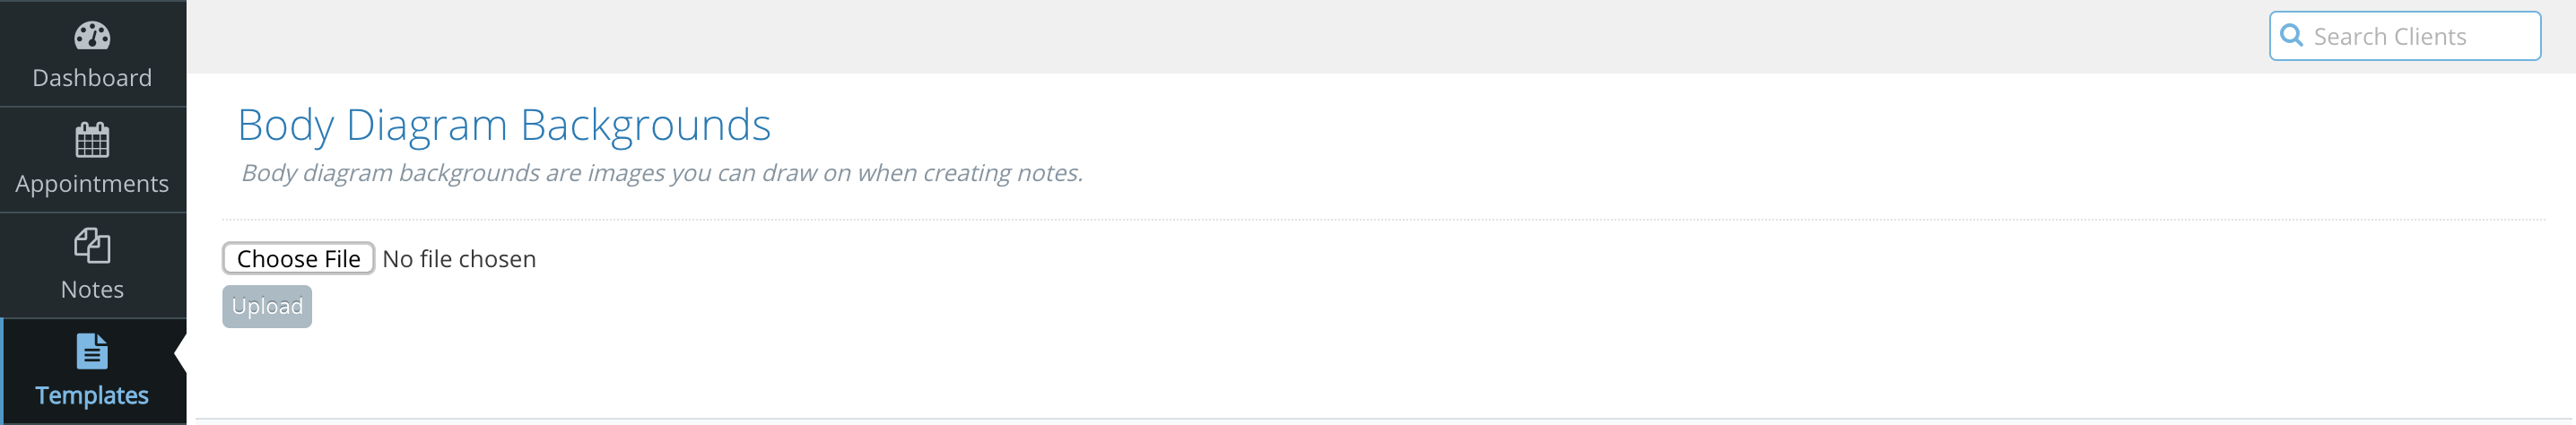 Dashboard
Appointments
Notes
Templates
Search Clients
Body Diagram Backgrounds
Body diagram backgrounds are images you can draw on when creating notes.
Choose File No file chosen
Upload